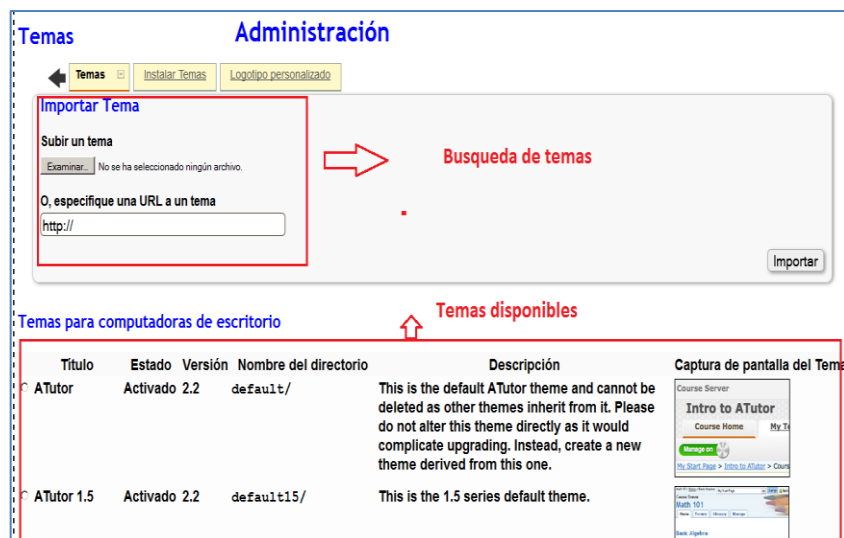 Temas
Administración
Temas
Instalar Temas
Logotipo personalizado
Importar Tema
Subir un tema
Examinar.. No se ha seleccionado ningún archivo.
Busqueda de temas
O, especifique una URL a un tema
http://
Importar
Temas disponibles
Temas para computadoras de escritorio
Título Estado Versión Nombre del directorio Descripción Captura de pantalla del Tema
ATutor Activado 2.2 default/ This is the default ATutor theme and cannot be
deleted as other themes inherit from it. Please
do not alter this theme directly as it would
complicate upgrading. Instead, create a new
theme derived from this one.
Course Server
Intro to ATutor
Course Home My T
Manage on
My Start Page > Intro to ATutor > Cours
ATutor 1.5 Activado 2.2 default15/ This is the 1.5 series default theme.
Math 101
Basic Algebra